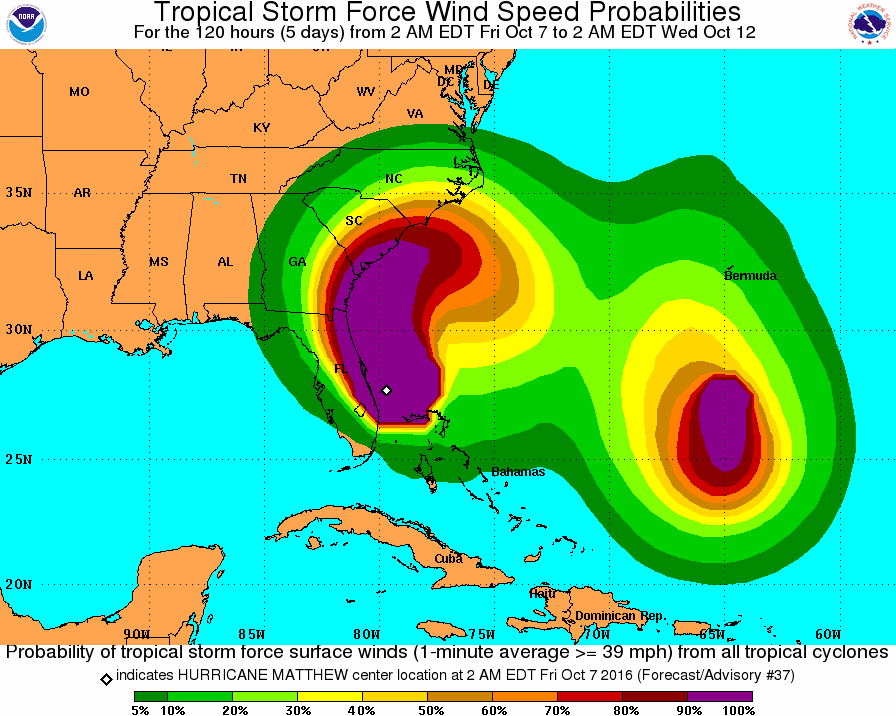 Tropical Storm Force Wind Speed Probabilities
For the 120 hours (5 days) from 2 AM EDT Fri Oct 7 to 2 AM EDT Wed Oct 12
NOAA
NATIONAL WEATHER SERVICE
MD
DC
DE
MO
WV
VA
KY
35N
AR
TN
NC
SC
LA
MS
AL
GA
Bermuda
30N
FL
25N
Bahamas
Cuba
20N
Haiti
Dominican Rep.
90W 85W 80W 75W 70W 65W 60W
Probability of tropical storm force surface winds (1-minute average >= 39 mph) from all tropical cyclones
indicates HURRICANE MATTHEW center location at 2 AM EDT Fri Oct 7 2016 (Forecast/Advisory #37)
5% 10% 20% 30% 40% 50% 60% 70% 80% 90% 100%